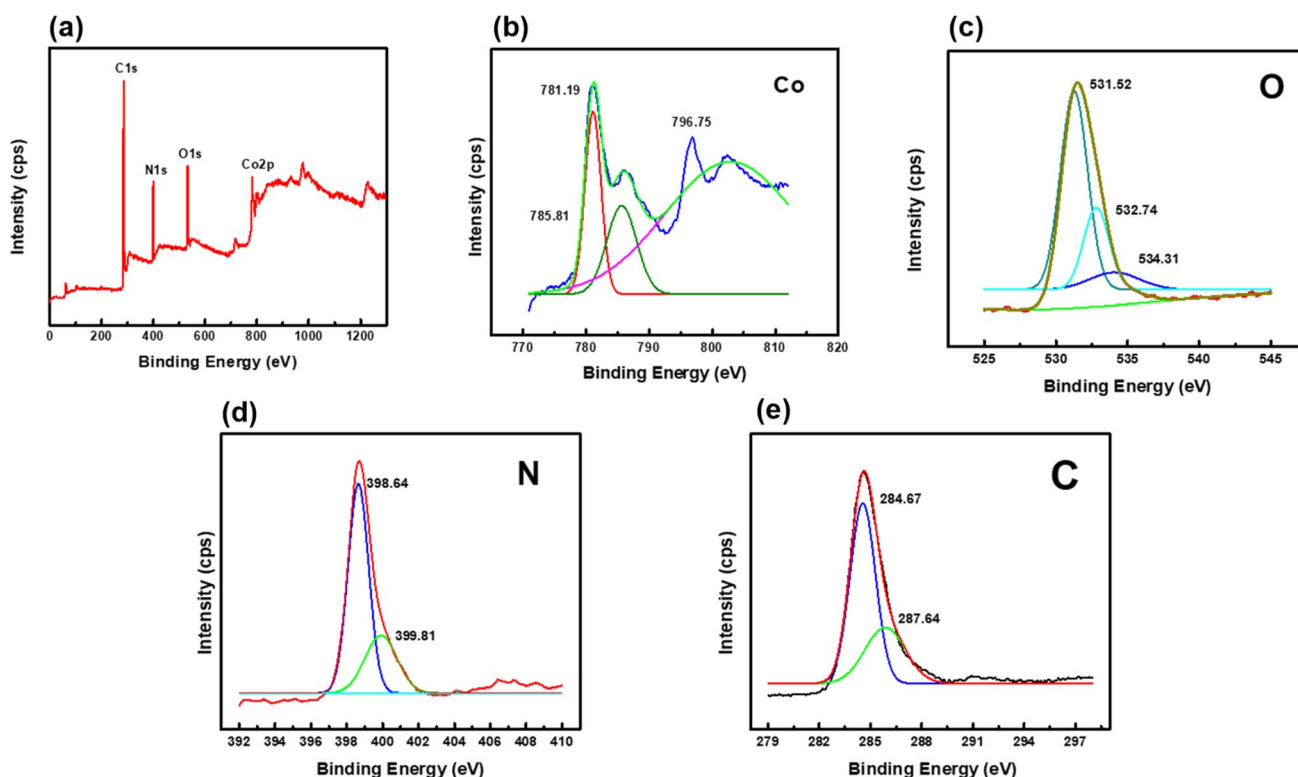 (a)
C1s
N1s
O1s
Co2p
Intensity (cps)
0 200 400 600 800 1000 1200
Binding Energy (eV)
(b)
Co
781.19
796.75
785.81
Intensity (cps)
770 780 790 800 810 820
Binding Energy (eV)
(c)
O
531.52
532.74
534.31
Intensity (cps)
525 530 535 540 545
Binding Energy (eV)
(d)
N
398.64
399.81
Intensity (cps)
392 394 396 398 400 402 404 406 408 410
Binding Energy (eV)
(e)
C
284.67
287.64
Intensity (cps)
279 282 285 288 291 294 297
Binding Energy (eV)